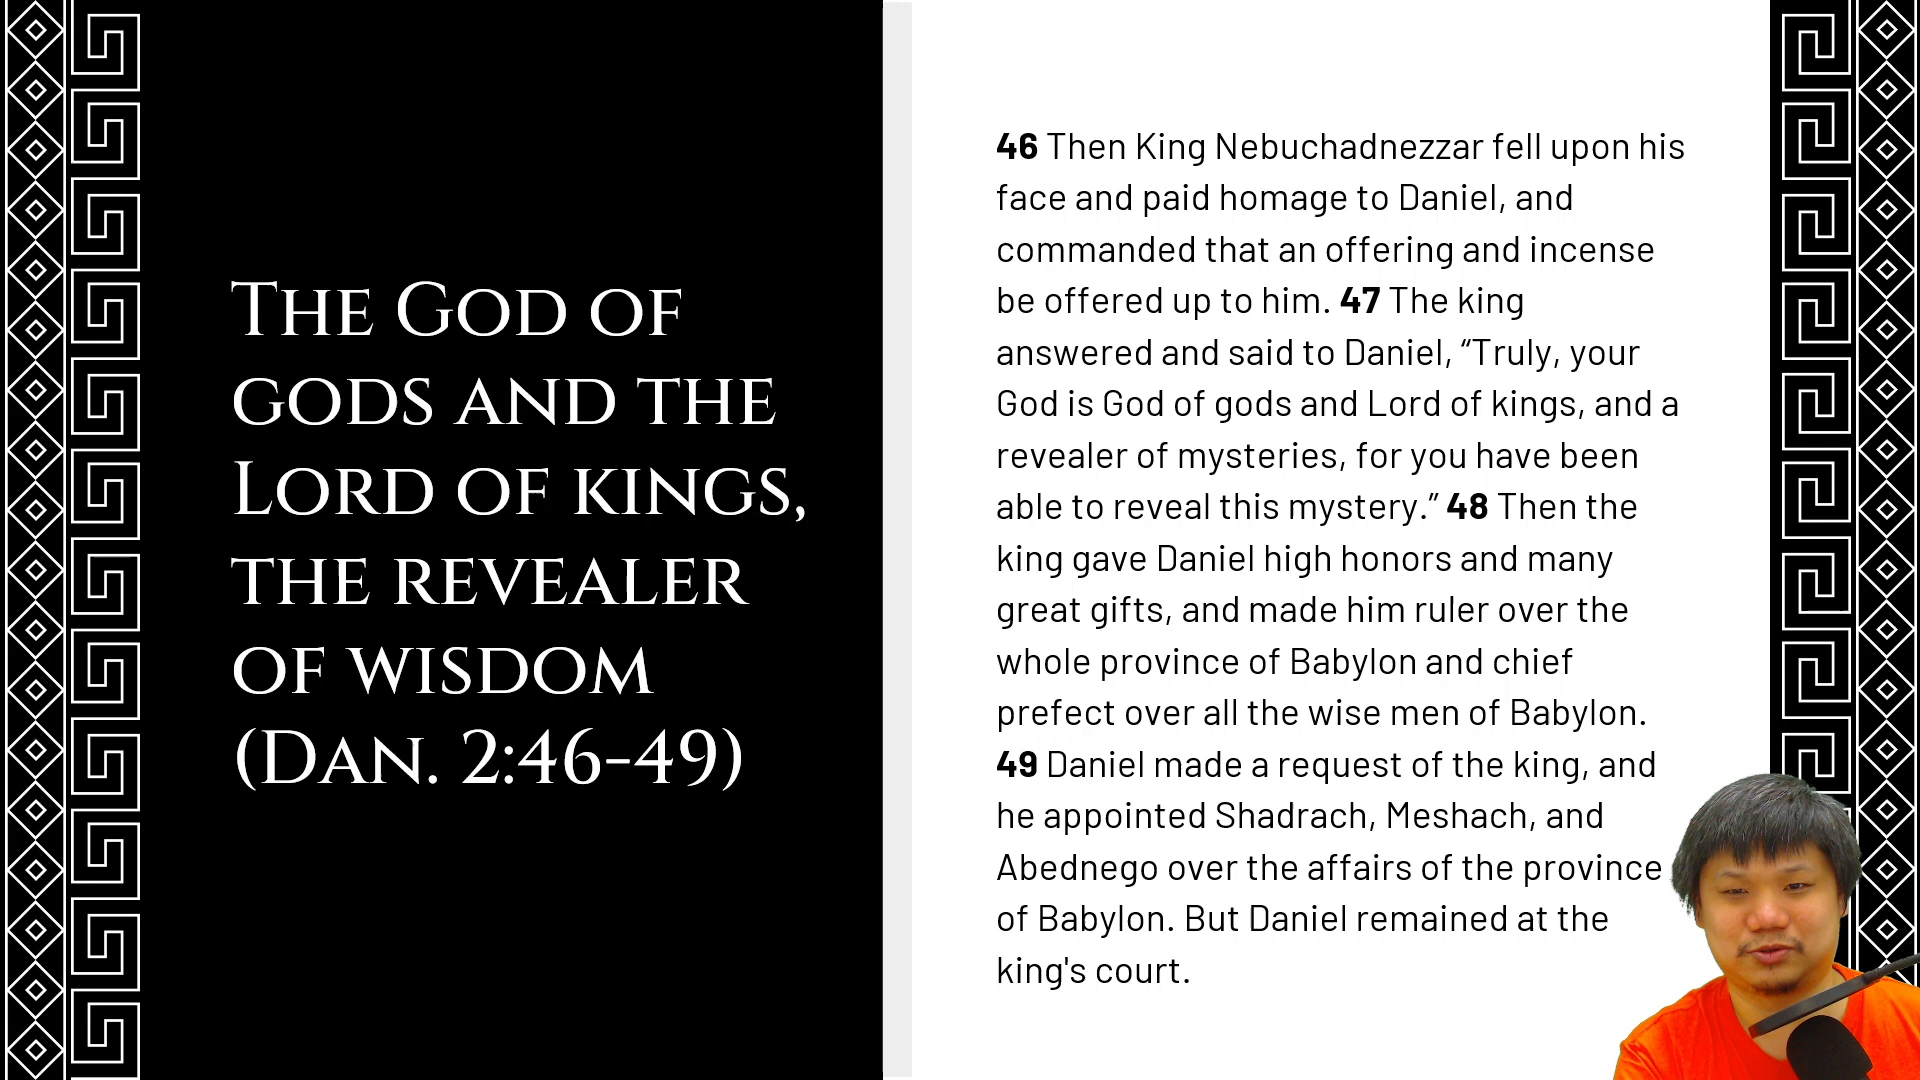 The God of
gods and the
Lord of kings,
the revealer
of wisdom
(Dan. 2:46-49)
46 Then King Nebuchadnezzar fell upon his
face and paid homage to Daniel, and
commanded that an offering and incense
be offered up to him. 47 The king
answered and said to Daniel, “Truly, your
God is God of gods and Lord of kings, and a
revealer of mysteries, for you have been
able to reveal this mystery.” 48 Then the
king gave Daniel high honors and many
great gifts, and made him ruler over the
whole province of Babylon and chief
prefect over all the wise men of Babylon.
49 Daniel made a request of the king, and
he appointed Shadrach, Meshach, and
Abednego over the affairs of the province
of Babylon. But Daniel remained at the
king's court.